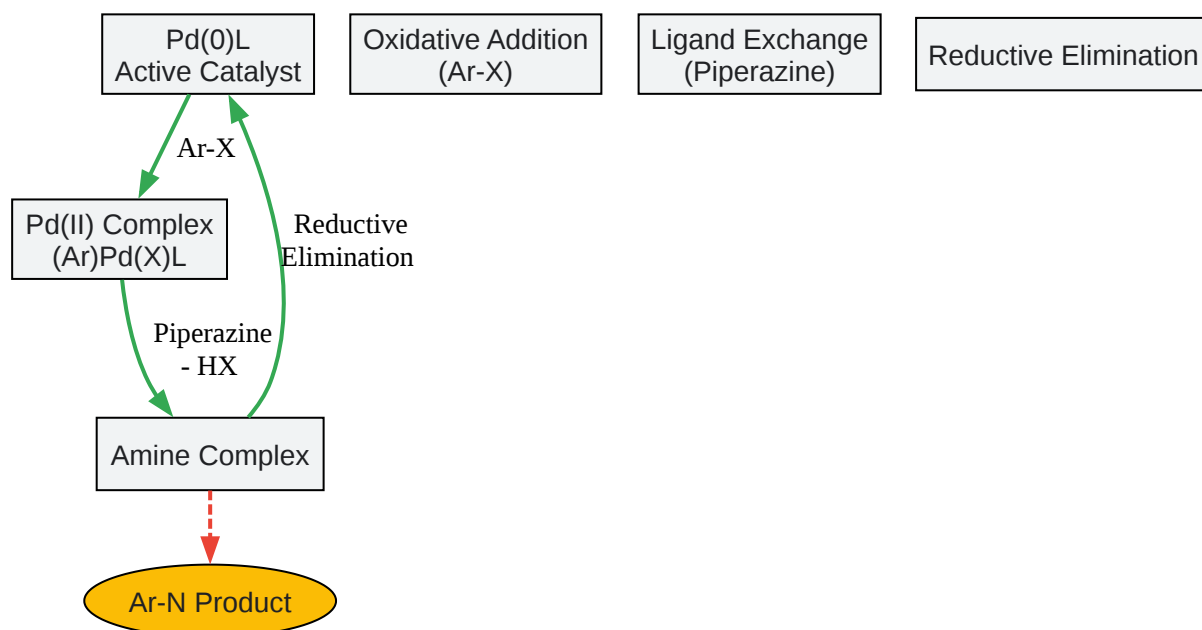 Pd(0)L
Active Catalyst
Oxidative Addition
(Ar-X)
Ligand Exchange
(Piperazine)
Reductive Elimination
Ar-X
Pd(II) Complex
(Ar)Pd(X)L
Reductive
Elimination
Piperazine
- HX
Amine Complex
Ar-N Product